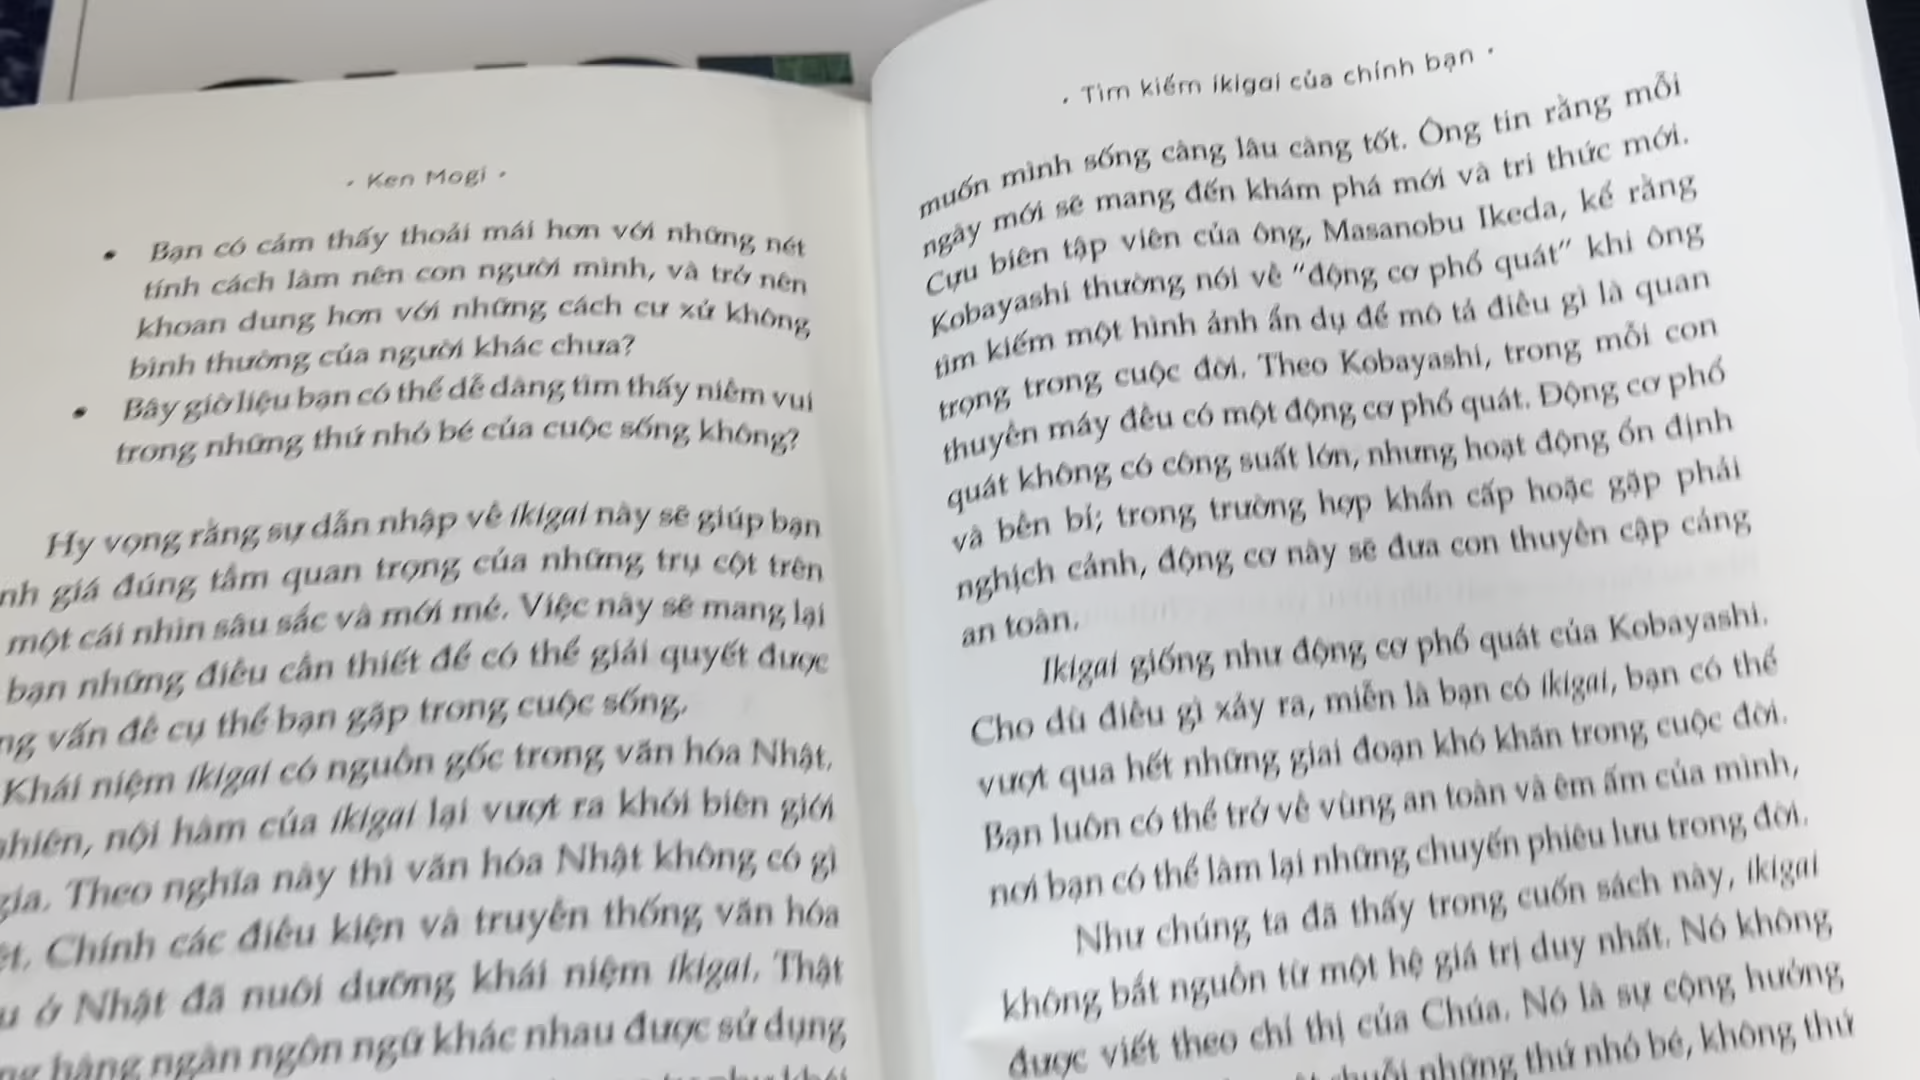 • Ken Mogi •
• Bạn có cảm thấy thoải mái hơn với những nét
tính cách làm nên con người mình, và trở nên
khoan dung hơn với những cách cư xử không
bình thường của người khác chưa?
• Bây giờ liệu bạn có thể dễ dàng tìm thấy niềm vui
trong những thứ nhỏ bé của cuộc sống không?
Hy vọng rằng sự dẫn nhập về ikigai này sẽ giúp bạn
nh giá đúng tầm quan trọng của những trụ cột trên
một cái nhìn sâu sắc và mới mẻ. Việc này sẽ mang lại
bạn những điều cần thiết để có thể giải quyết được
ng vấn đề cụ thể bạn gặp trong cuộc sống.
Khái niệm ikigai có nguồn gốc trong văn hóa Nhật.
nhiên, nội hàm của ikigai lại vượt ra khỏi biên giới
gia. Theo nghĩa này thì văn hóa Nhật không có gì
ệt. Chính các điều kiện và truyền thống văn hóa
u ở Nhật đã nuôi dưỡng khái niệm ikigai. Thật
ng hàng ngàn ngôn ngữ khác nhau được sử dụng
• Tìm kiếm ikigai của chính bạn •
muốn mình sống càng lâu càng tốt. Ông tin rằng mỗi
ngày mới sẽ mang đến khám phá mới và tri thức mới.
Cựu biên tập viên của ông, Masanobu Ikeda, kể rằng
Kobayashi thường nói về “động cơ phổ quát” khi ông
tìm kiếm một hình ảnh ẩn dụ để mô tả điều gì là quan
trọng trong cuộc đời. Theo Kobayashi, trong mỗi con
thuyền máy đều có một động cơ phổ quát. Động cơ phổ
quát không có công suất lớn, nhưng hoạt động ổn định
và bền bỉ; trong trường hợp khẩn cấp hoặc gặp phải
nghịch cảnh, động cơ này sẽ đưa con thuyền cập cảng
an toàn.
Ikigai giống như động cơ phổ quát của Kobayashi.
Cho dù điều gì xảy ra, miễn là bạn có ikigai, bạn có thể
vượt qua hết những giai đoạn khó khăn trong cuộc đời.
Bạn luôn có thể trở về vùng an toàn và êm ấm của mình,
nơi bạn có thể làm lại những chuyến phiêu lưu trong đời.
Như chúng ta đã thấy trong cuốn sách này, ikigai
không bắt nguồn từ một hệ giá trị duy nhất. Nó không
được viết theo chỉ thị của Chúa. Nó là sự cộng hưởng
chuỗi những thứ nhỏ bé, không thứ